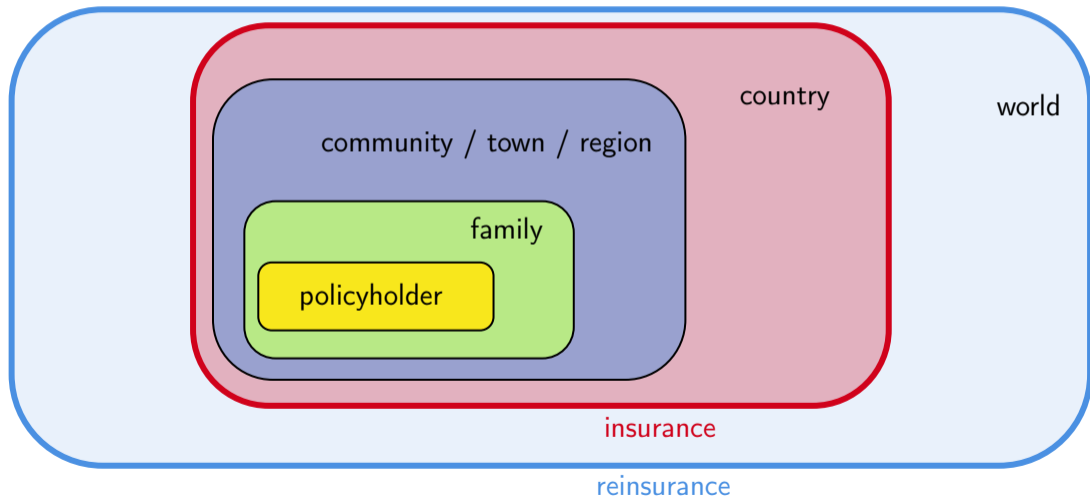 country
world
community / town / region
family
policyholder
insurance
reinsurance